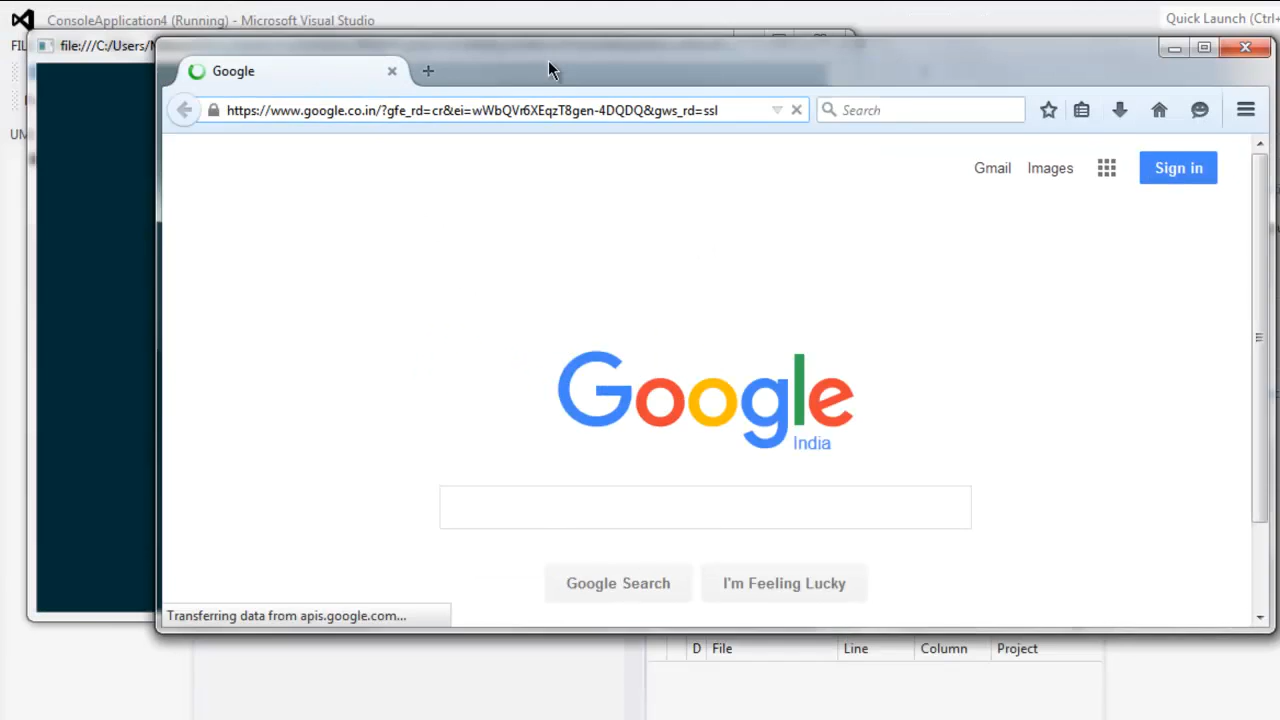 ConsoleApplication4 (Running) - Microsoft Visual Studio
Quick Launch (Ctrl+
FIL
file:///C:/Users/
Google
https://www.google.co.in/?gfe_rd=cr&ei=wWbQVr6XEqzT8gen-4DQDQ&gws_rd=ssl
Search
UN
Gmail
Images
Sign in
Google
India
Google Search
I'm Feeling Lucky
Transferring data from apis.google.com...
D
File
Line
Column
Project